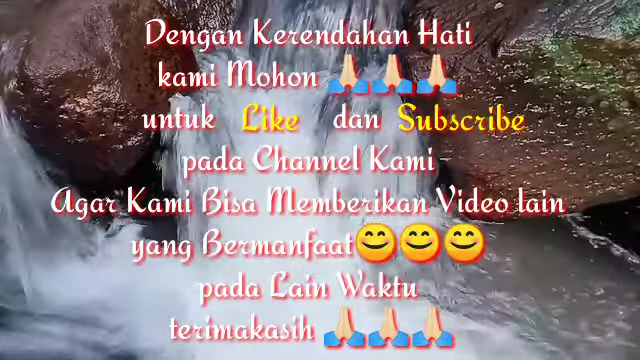 Dengan Kerendahan Hati
kami Mohon 🙏🏼🙏🏼🙏🏼
untuk Like dan Subscribe
pada Channel Kami
Agar Kami Bisa Memberikan Video lain
yang Bermanfaat😊😊😊
pada Lain Waktu
terimakasih 🙏🏼🙏🏼🙏🏼